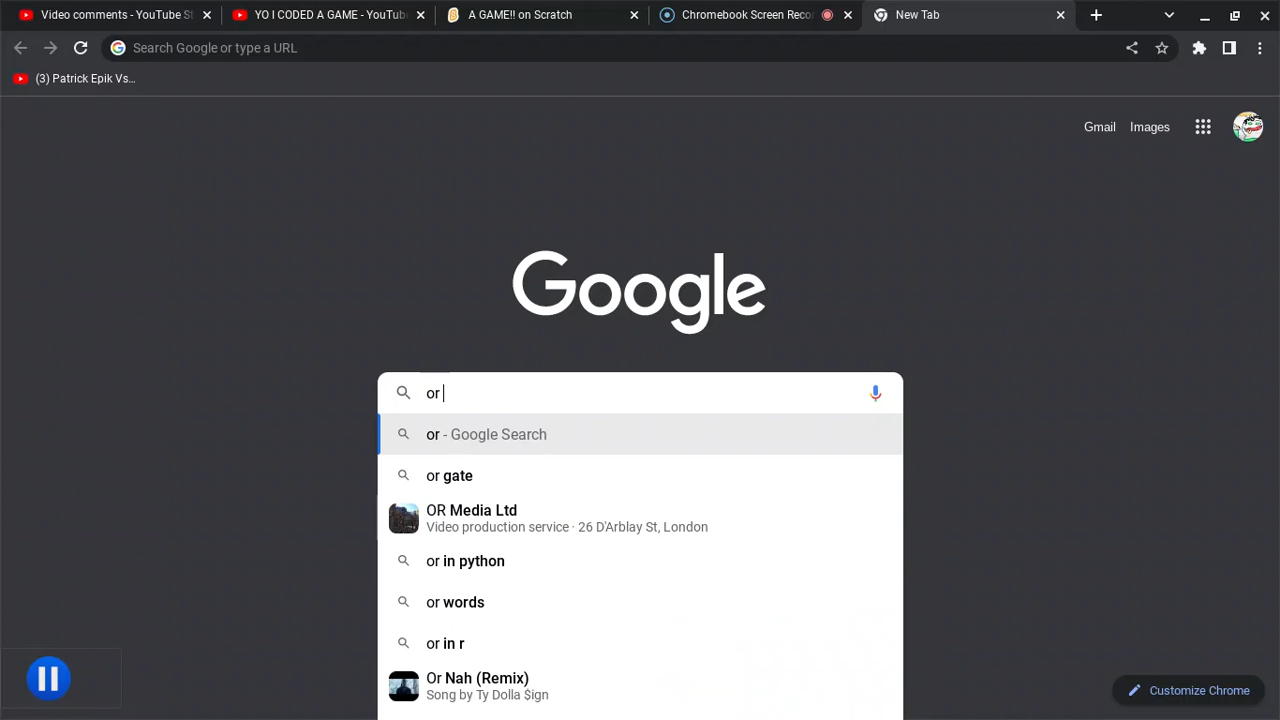 Video comments - YouTube St
YO I CODED A GAME - YouTube
A GAME!! on Scratch
Chromebook Screen Reco
New Tab
Search Google or type a URL
(3) Patrick Epik Vs...
Gmail
Images
Google
or
or - Google Search
or gate
OR Media Ltd
Video production service · 26 D'Arblay St, London
or in python
or words
or in r
Or Nah (Remix)
Song by Ty Dolla $ign
Customize Chrome